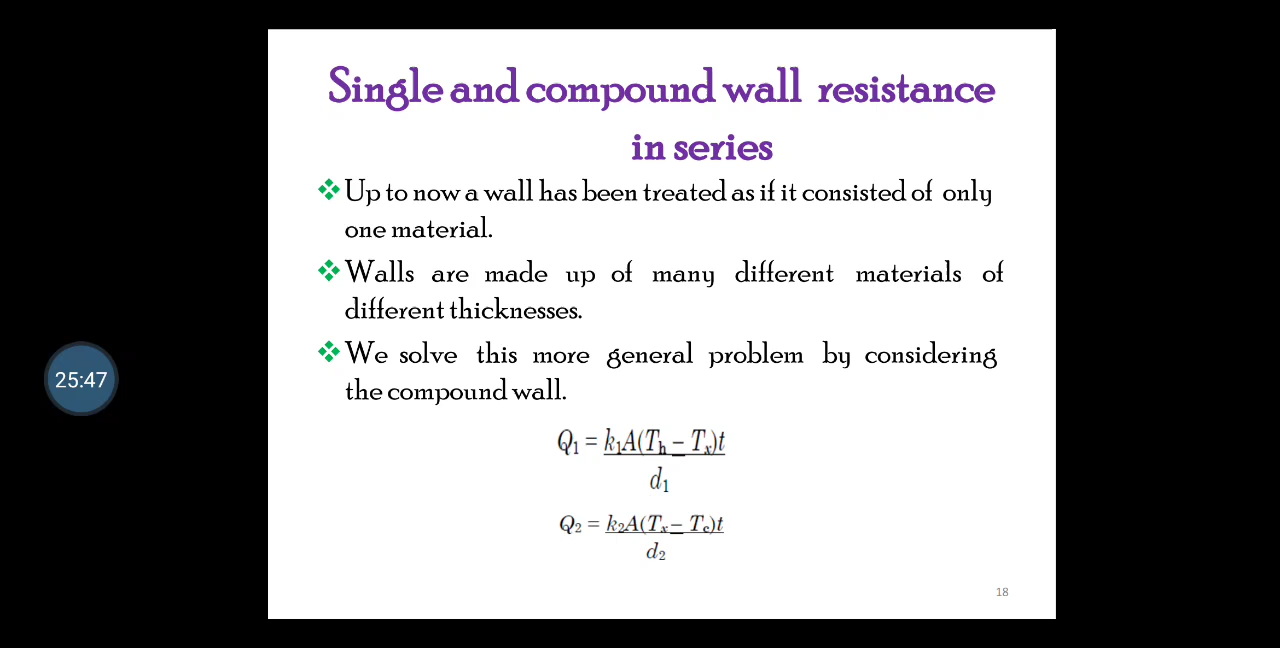 Single and compound wall resistance
in series
❖ Up to now a wall has been treated as if it consisted of only
one material.
❖ Walls are made up of many different materials of
different thicknesses.
25:47
❖ We solve this more general problem by considering
the compound wall.
Q₁ = k₁A(Tₕ − Tₓ)t
d₁
Q₂ = k₂A(Tₓ − T꜀)t
d₂
18